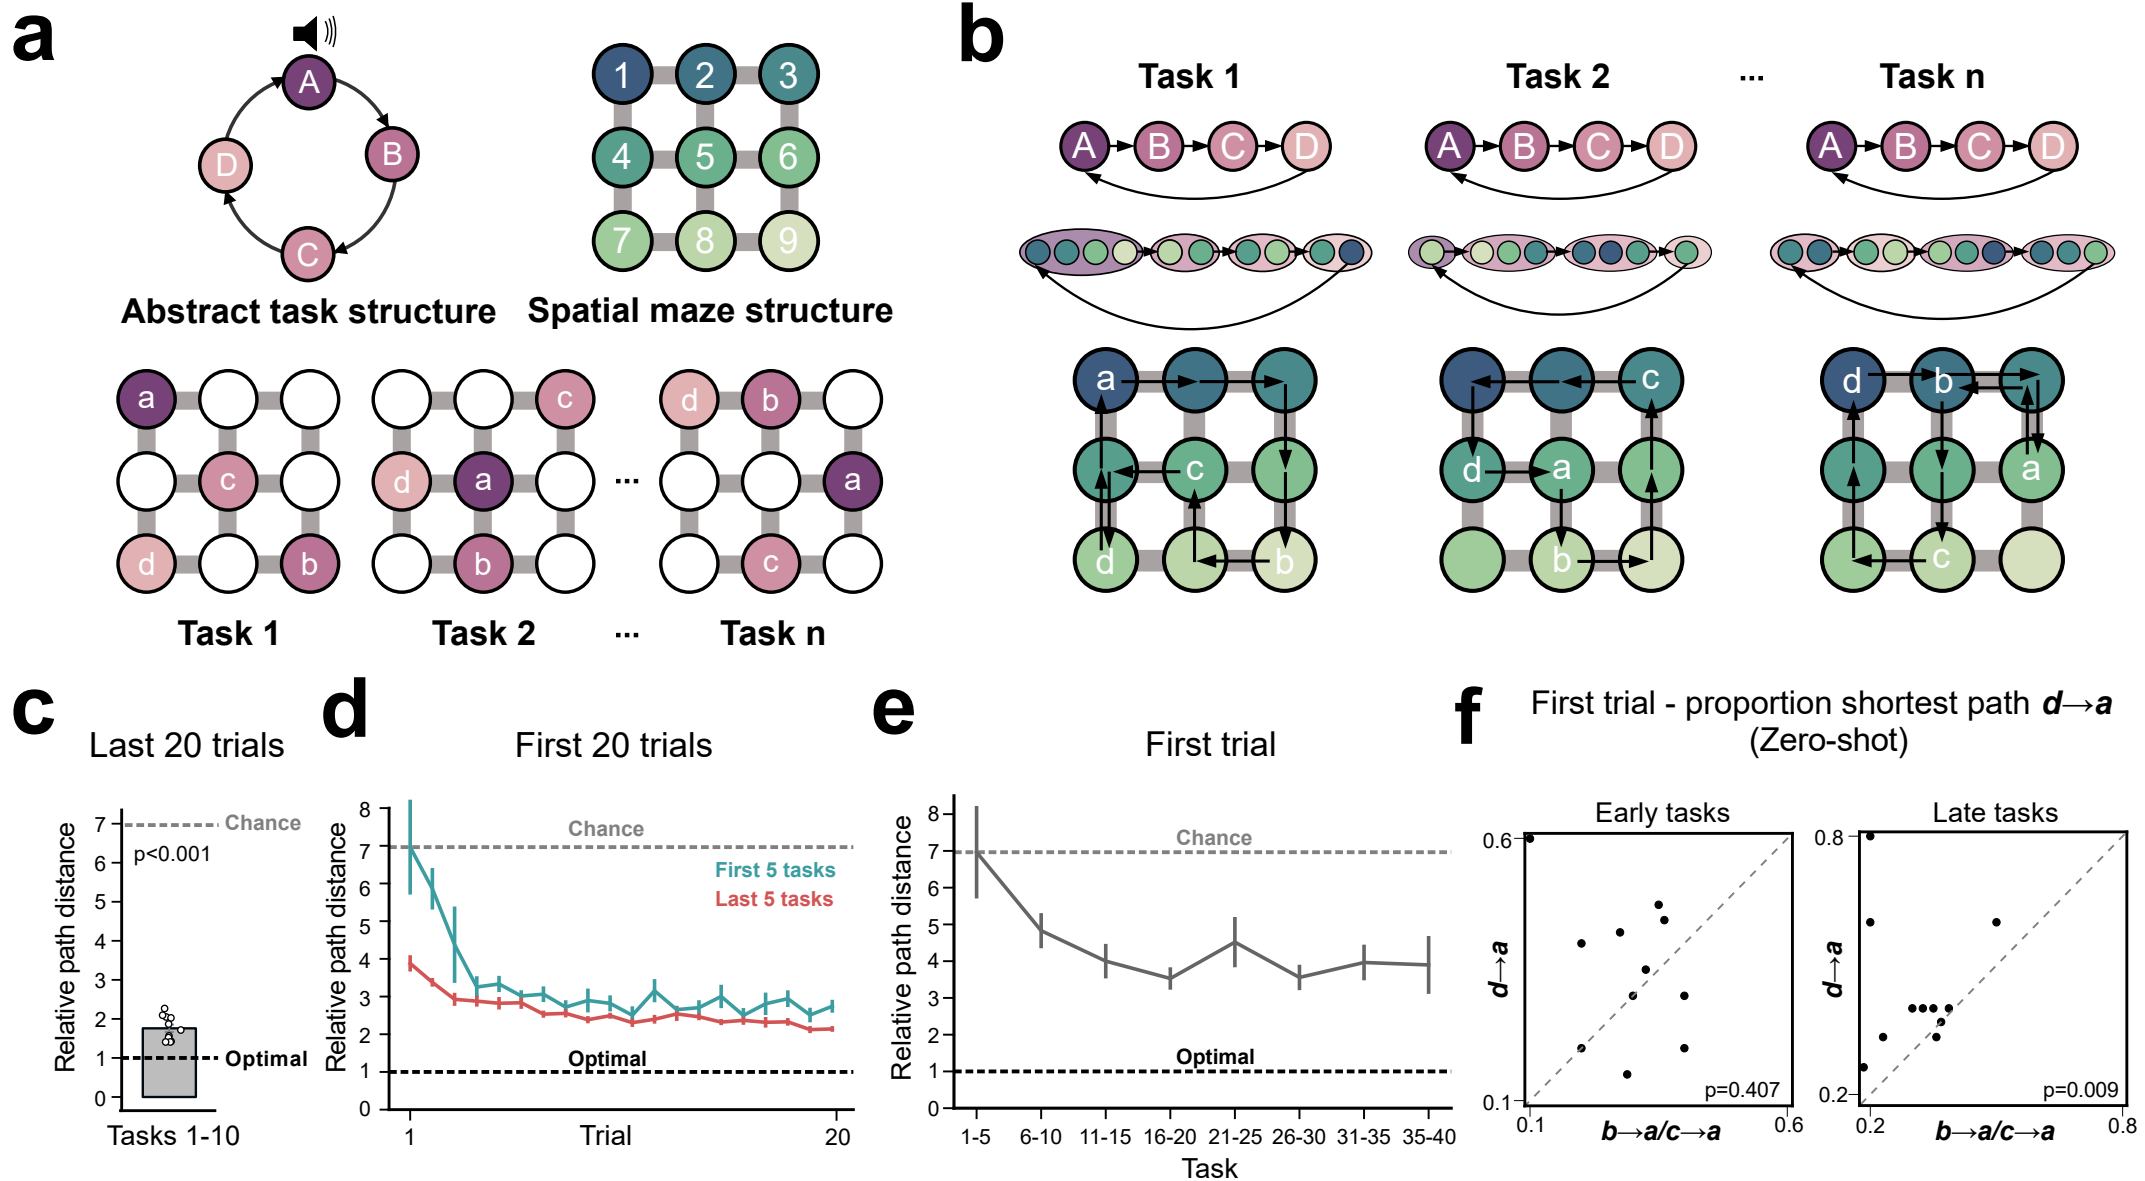 a
A
B
C
D
Abstract task structure
1 2 3
4 5 6
7 8 9
Spatial maze structure
a
c
d b
Task 1
c
d a
b
Task 2
...
...
d b
a
c
Task n
b
Task 1
Task 2
...
Task n
A B C D
A B C D
A B C D
a
c
d b
c
d a
b
d b
a
c
c
Last 20 trials
Relative path distance
7
6
5
4
3
2
1
0
Chance
p<0.001
Optimal
Tasks 1-10
d
First 20 trials
Relative path distance
8
7
6
5
4
3
2
1
0
Chance
First 5 tasks
Last 5 tasks
Optimal
1 20
Trial
e
First trial
Relative path distance
8
7
6
5
4
3
2
1
0
Chance
Optimal
1-5 6-10 11-15 16-20 21-25 26-30 31-35 35-40
Task
f
First trial - proportion shortest path d→a
(Zero-shot)
Early tasks
0.6
d→a
0.1
p=0.407
0.1 0.6
b→a/c→a
Late tasks
0.8
d→a
0.2
p=0.009
0.2 0.8
b→a/c→a